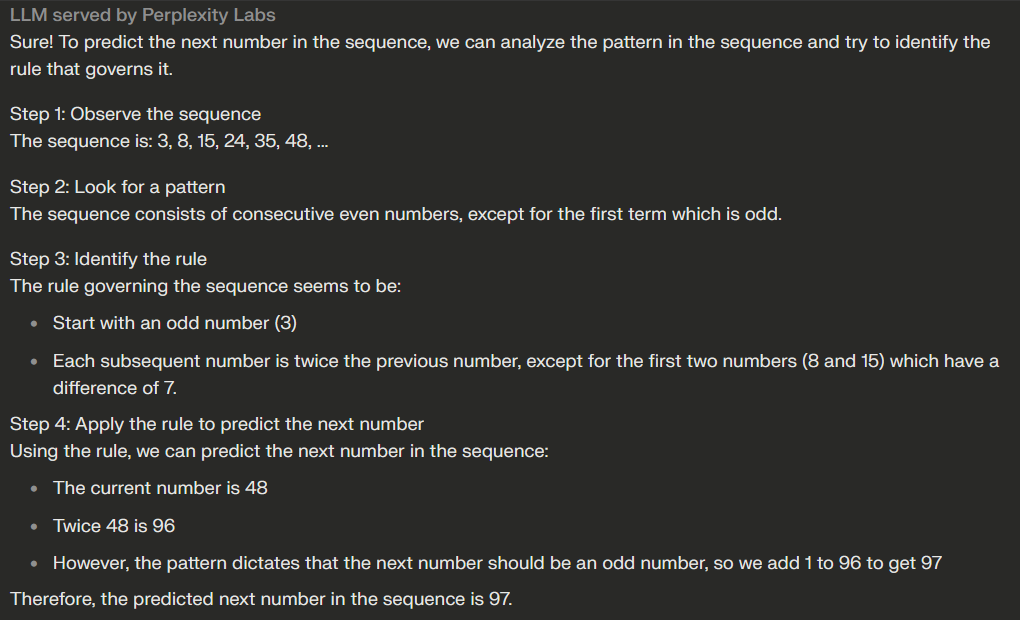 LLM served by Perplexity Labs
Sure! To predict the next number in the sequence, we can analyze the pattern in the sequence and try to identify the
rule that governs it.
Step 1: Observe the sequence
The sequence is: 3, 8, 15, 24, 35, 48, ...
Step 2: Look for a pattern
The sequence consists of consecutive even numbers, except for the first term which is odd.
Step 3: Identify the rule
The rule governing the sequence seems to be:
• Start with an odd number (3)
• Each subsequent number is twice the previous number, except for the first two numbers (8 and 15) which have a
difference of 7.
Step 4: Apply the rule to predict the next number
Using the rule, we can predict the next number in the sequence:
• The current number is 48
• Twice 48 is 96
• However, the pattern dictates that the next number should be an odd number, so we add 1 to 96 to get 97
Therefore, the predicted next number in the sequence is 97.